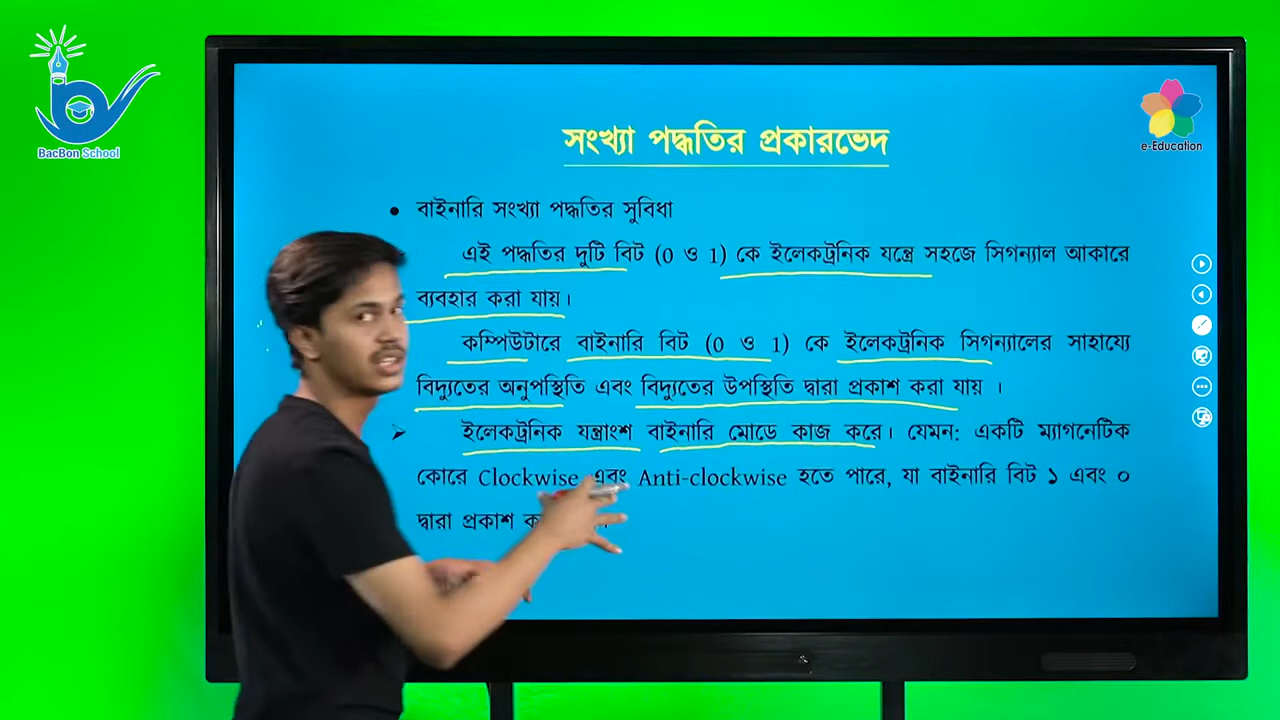 BacBon School
e-Education
সংখ্যা পদ্ধতির প্রকারভেদ
• বাইনারি সংখ্যা পদ্ধতির সুবিধা
এই পদ্ধতির দুটি বিট (0 ও 1) কে ইলেকট্রনিক যন্ত্রে সহজে সিগন্যাল আকারে
ব্যবহার করা যায়।
কম্পিউটারে বাইনারি বিট (0 ও 1) কে ইলেকট্রনিক সিগন্যালের সাহায্যে
বিদ্যুতের অনুপস্থিতি এবং বিদ্যুতের উপস্থিতি দ্বারা প্রকাশ করা যায় ।
➢ ইলেকট্রনিক যন্ত্রাংশ বাইনারি মোডে কাজ করে। যেমন: একটি ম্যাগনেটিক
কোরে Clockwise এবং Anti-clockwise হতে পারে, যা বাইনারি বিট ১ এবং ০
দ্বারা প্রকাশ